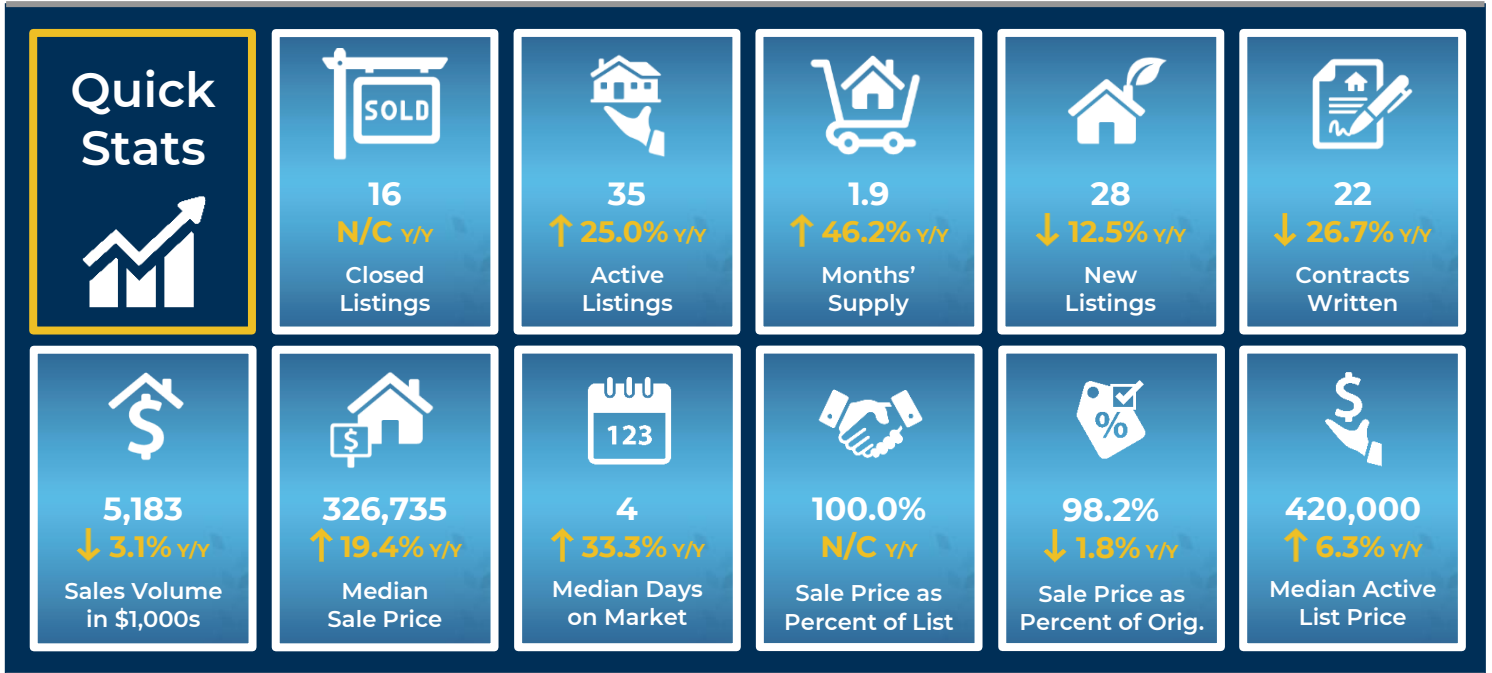 Quick
Stats
SOLD
16
N/C Y/Y
Closed
Listings
35
↑ 25.0% Y/Y
Active
Listings
1.9
↑ 46.2% Y/Y
Months’
Supply
28
↓ 12.5% Y/Y
New
Listings
22
↓ 26.7% Y/Y
Contracts
Written
$
5,183
↓ 3.1% Y/Y
Sales Volume
in $1,000s
$
326,735
↑ 19.4% Y/Y
Median
Sale Price
123
4
↑ 33.3% Y/Y
Median Days
on Market
100.0%
N/C Y/Y
Sale Price as
Percent of List
%
98.2%
↓ 1.8% Y/Y
Sale Price as
Percent of Orig.
$
420,000
↑ 6.3% Y/Y
Median Active
List Price